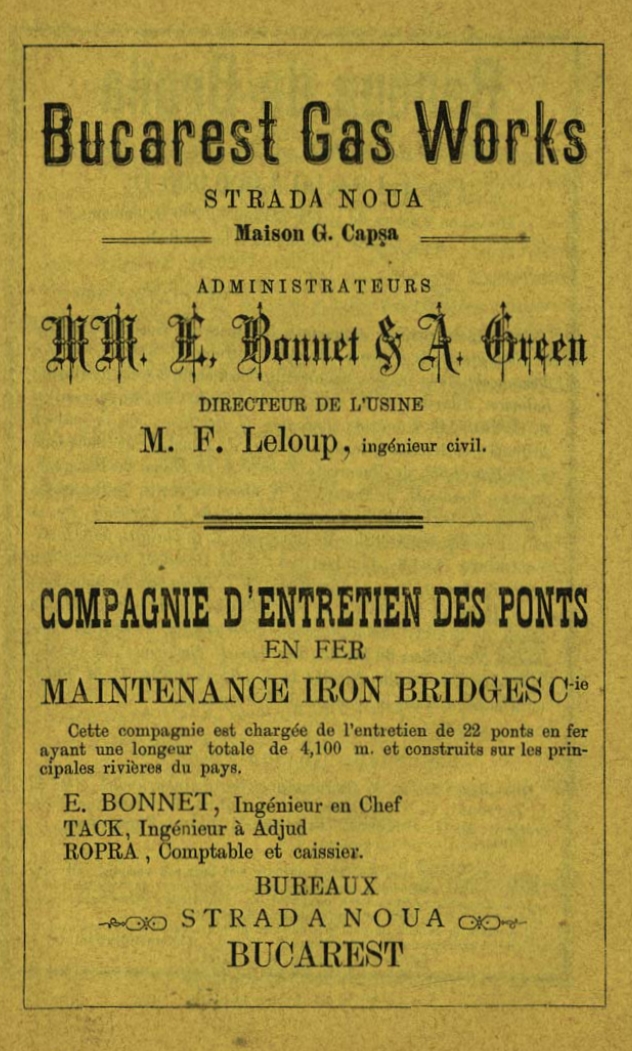 Bucarest Gas Works
STRADA NOUA
Maison G. Capşa
ADMINISTRATEURS
MM. E. Bonnet & A. Green
DIRECTEUR DE L'USINE
M. F. Leloup, ingénieur civil.
COMPAGNIE D'ENTRETIEN DES PONTS
EN FER
MAINTENANCE IRON BRIDGES C-ie
Cette compagnie est chargée de l'entretien de 22 ponts en fer
ayant une longeur totale de 4,100 m. et construits sur les prin-
cipales rivières du pays.
E. BONNET, Ingénieur en Chef
TACK, Ingénieur à Adjud
ROPRA , Comptable et caissier.
BUREAUX
STRADA NOUA
BUCAREST